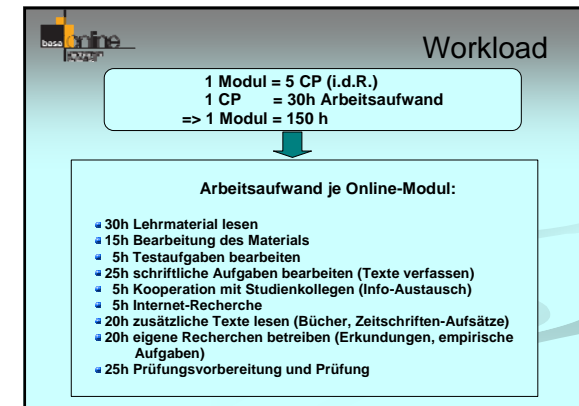 basa online
Workload
1 Modul = 5 CP (i.d.R.)
1 CP = 30h Arbeitsaufwand
=> 1 Modul = 150 h
Arbeitsaufwand je Online-Modul:
30h Lehrmaterial lesen
15h Bearbeitung des Materials
5h Testaufgaben bearbeiten
25h schriftliche Aufgaben bearbeiten (Texte verfassen)
5h Kooperation mit Studienkollegen (Info-Austausch)
5h Internet-Recherche
20h zusätzliche Texte lesen (Bücher, Zeitschriften-Aufsätze)
20h eigene Recherchen betreiben (Erkundungen, empirische
Aufgaben)
25h Prüfungsvorbereitung und Prüfung